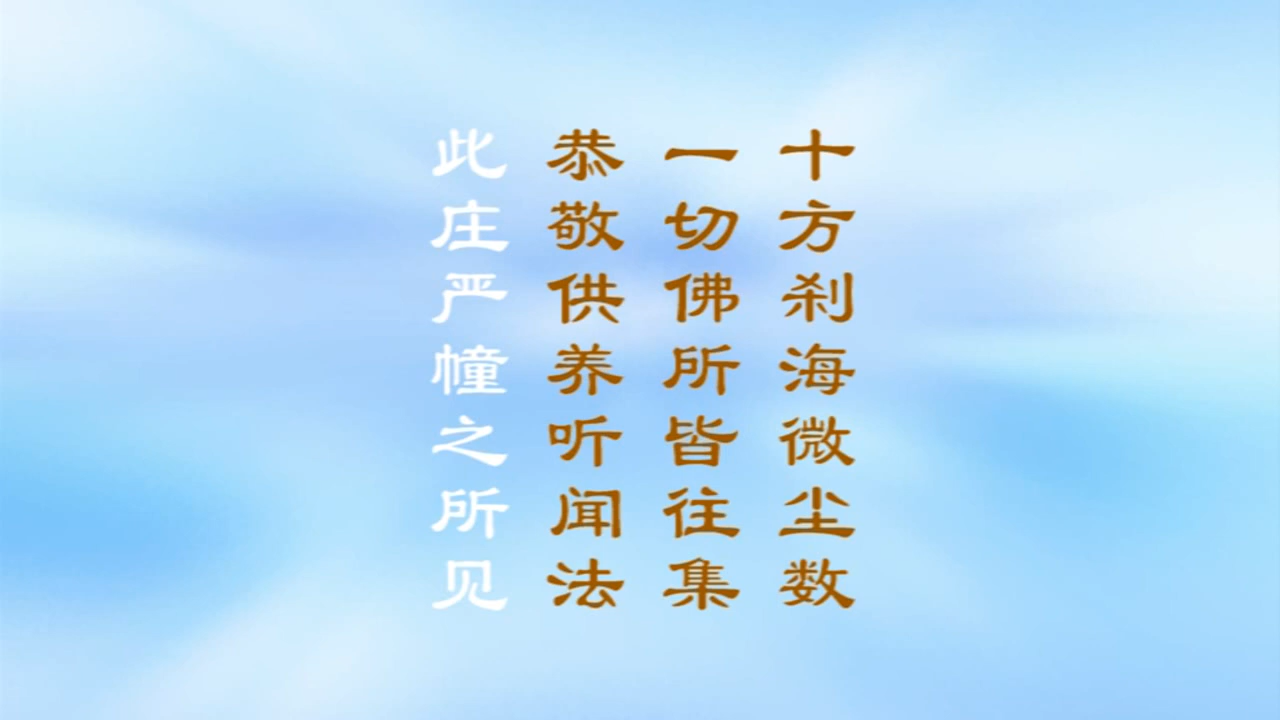 十方刹海微尘数
一切佛所皆往集
恭敬供养听闻法
此庄严幢之所见